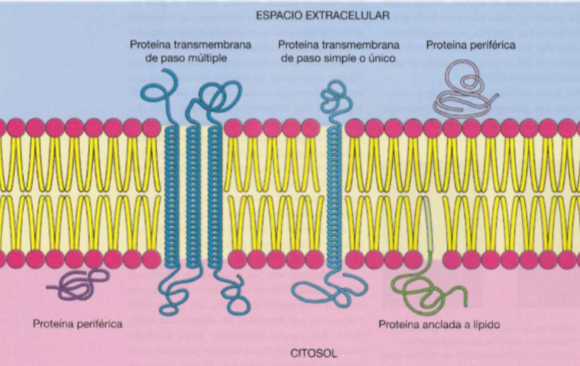 ESPACIO EXTRACELULAR
Proteína transmembrana
de paso múltiple
Proteína transmembrana
de paso simple o único
Proteína periférica
Proteína periférica
Proteína anclada a lípido
CITOSOL